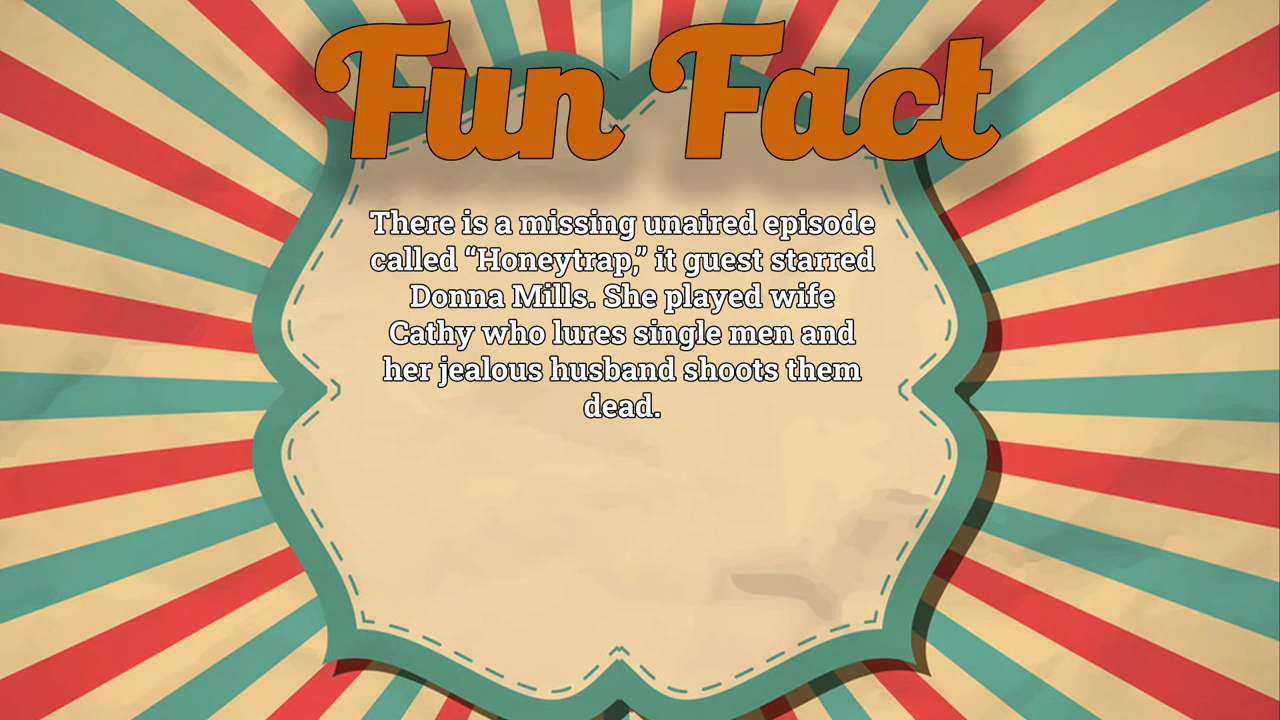 Fun Fact
There is a missing unaired episode
called “Honeytrap,” it guest starred
Donna Mills. She played wife
Cathy who lures single men and
her jealous husband shoots them
dead.